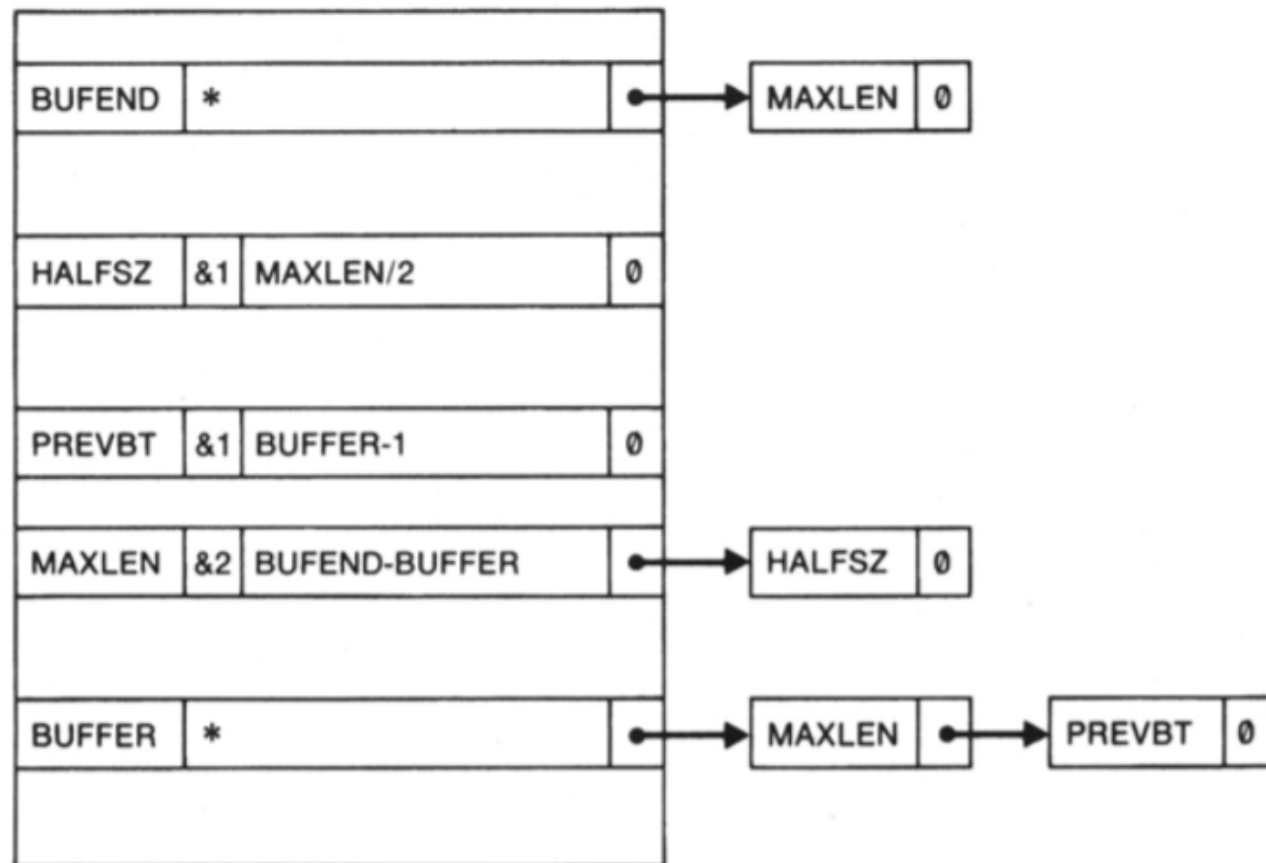 BUFEND * MAXLEN 0
HALFSZ &1 MAXLEN/2 0
PREVBT &1 BUFFER-1 0
MAXLEN &2 BUFEND-BUFFER HALFSZ 0
BUFFER * MAXLEN PREVBT 0